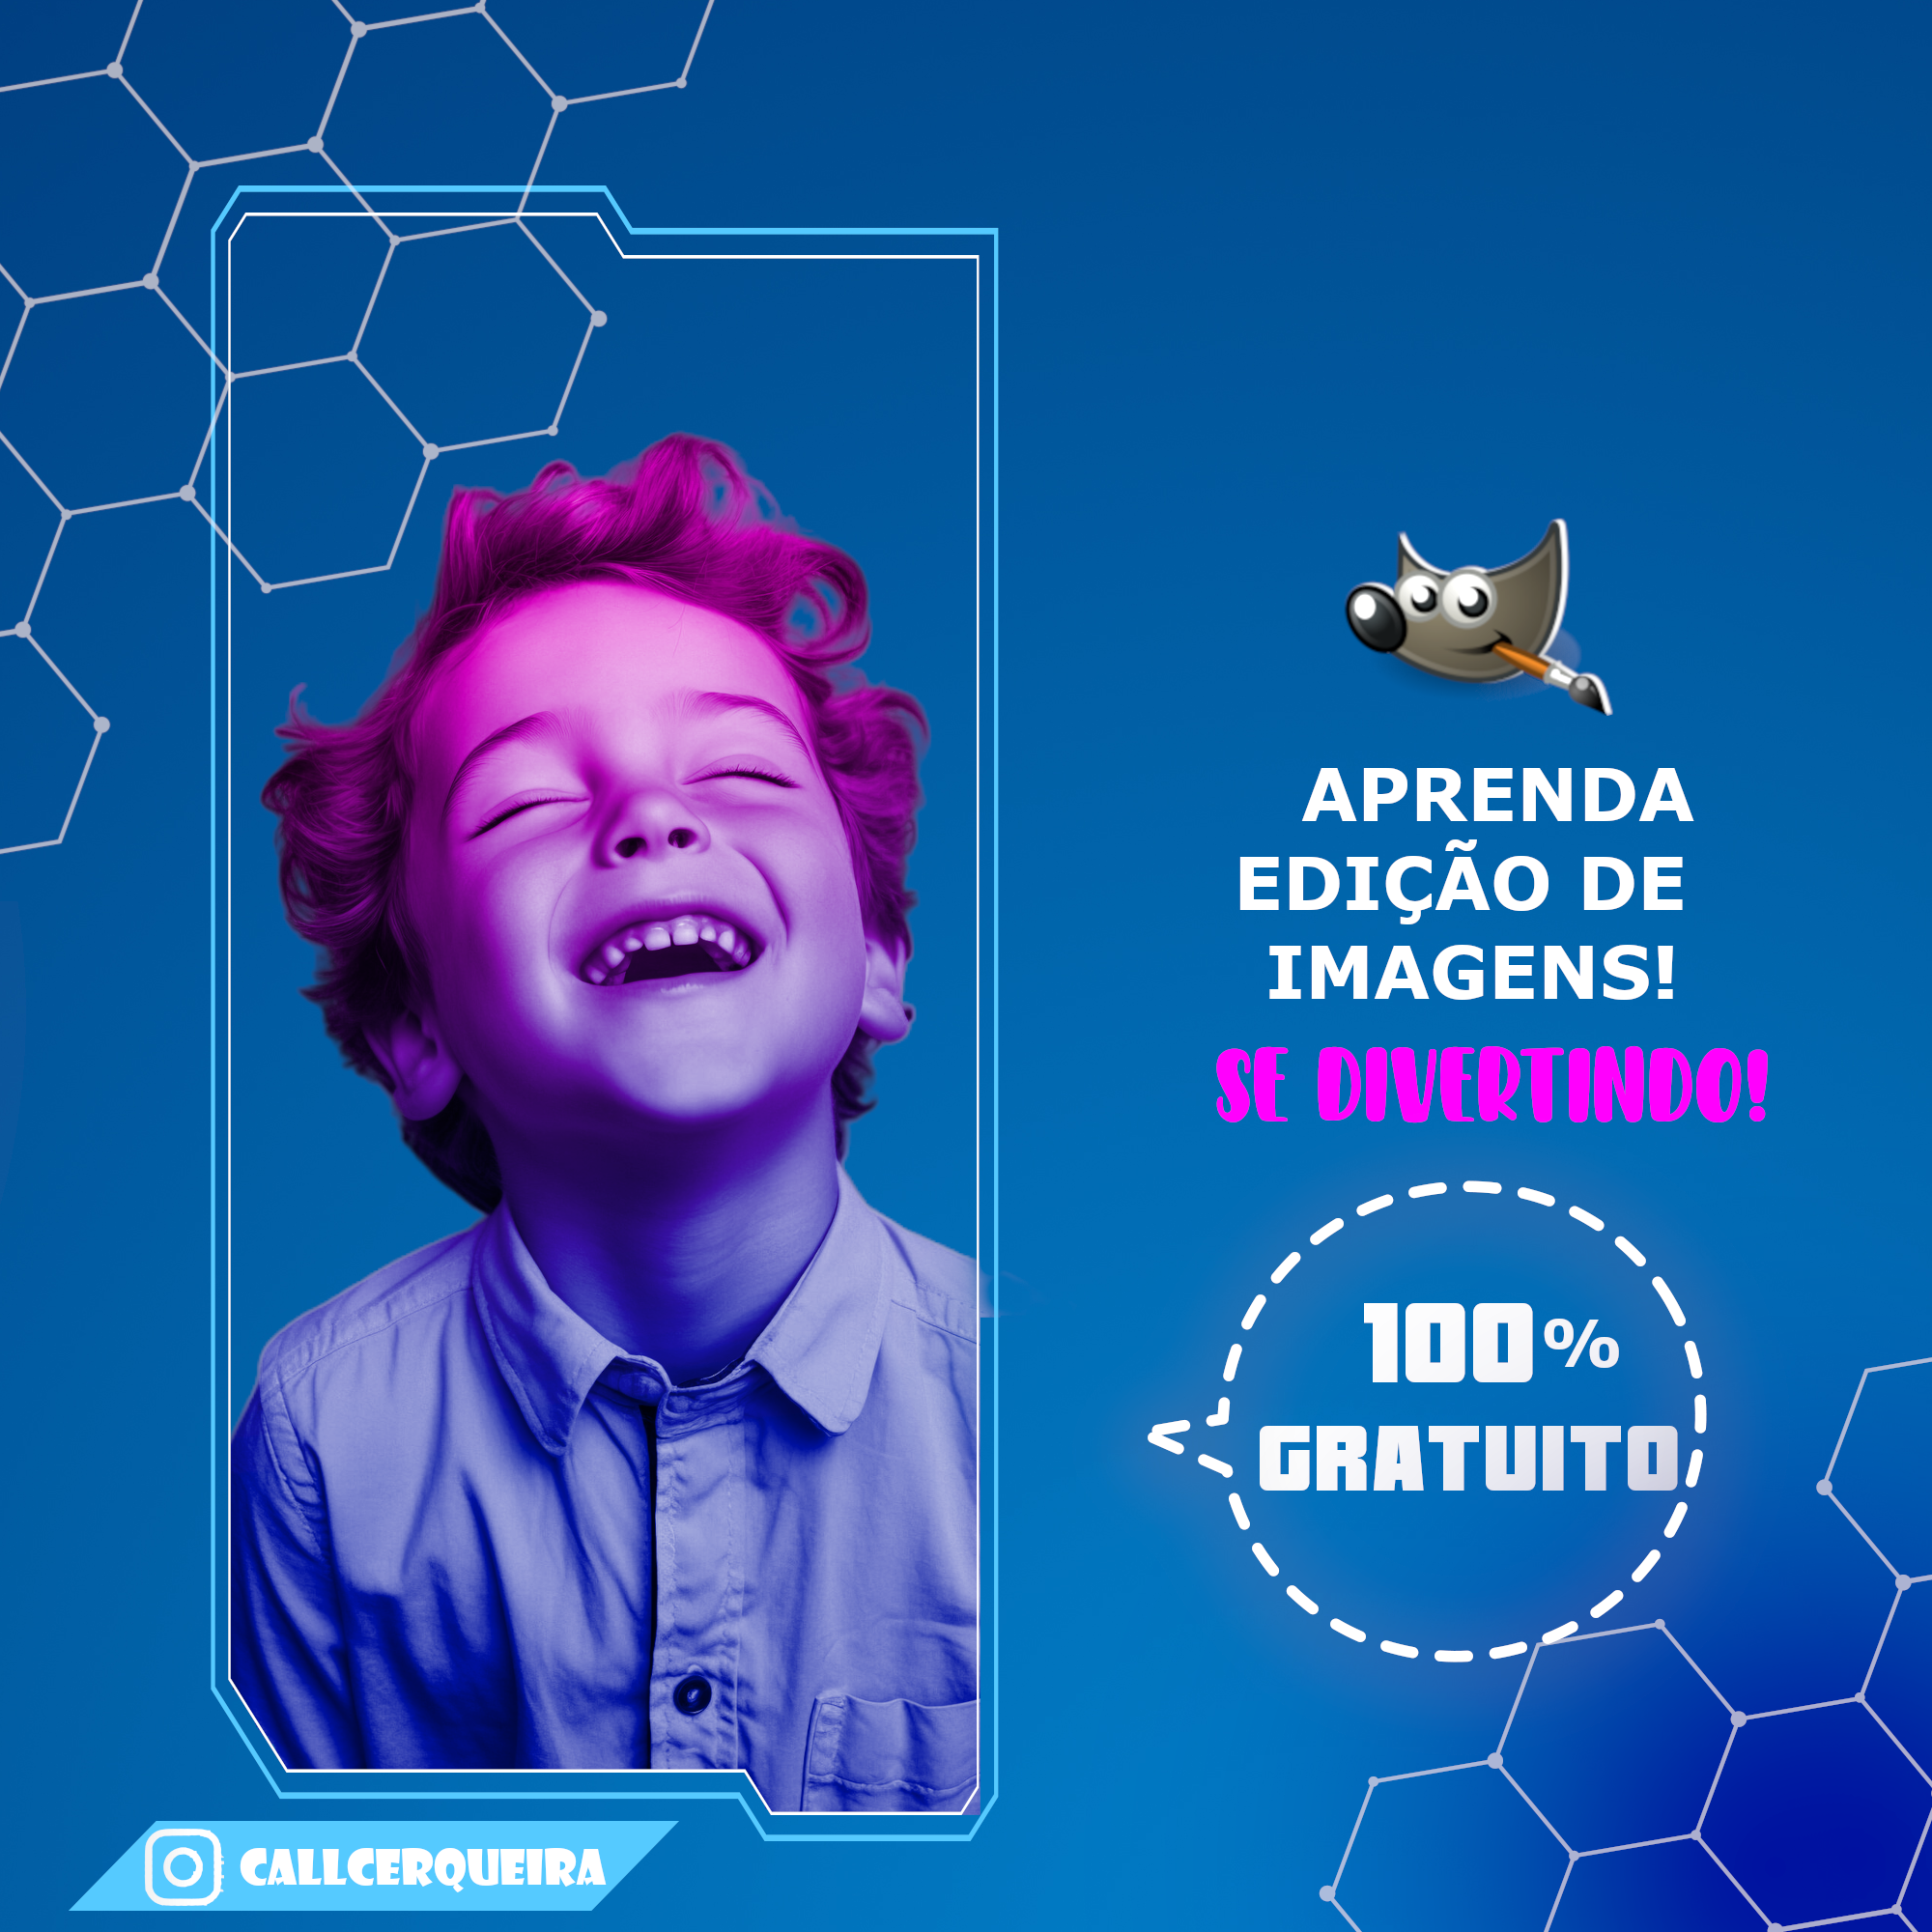 APRENDA
EDIÇÃO DE
IMAGENS!
SE DIVERTINDO!
100%
GRATUITO
CALLCERQUEIRA